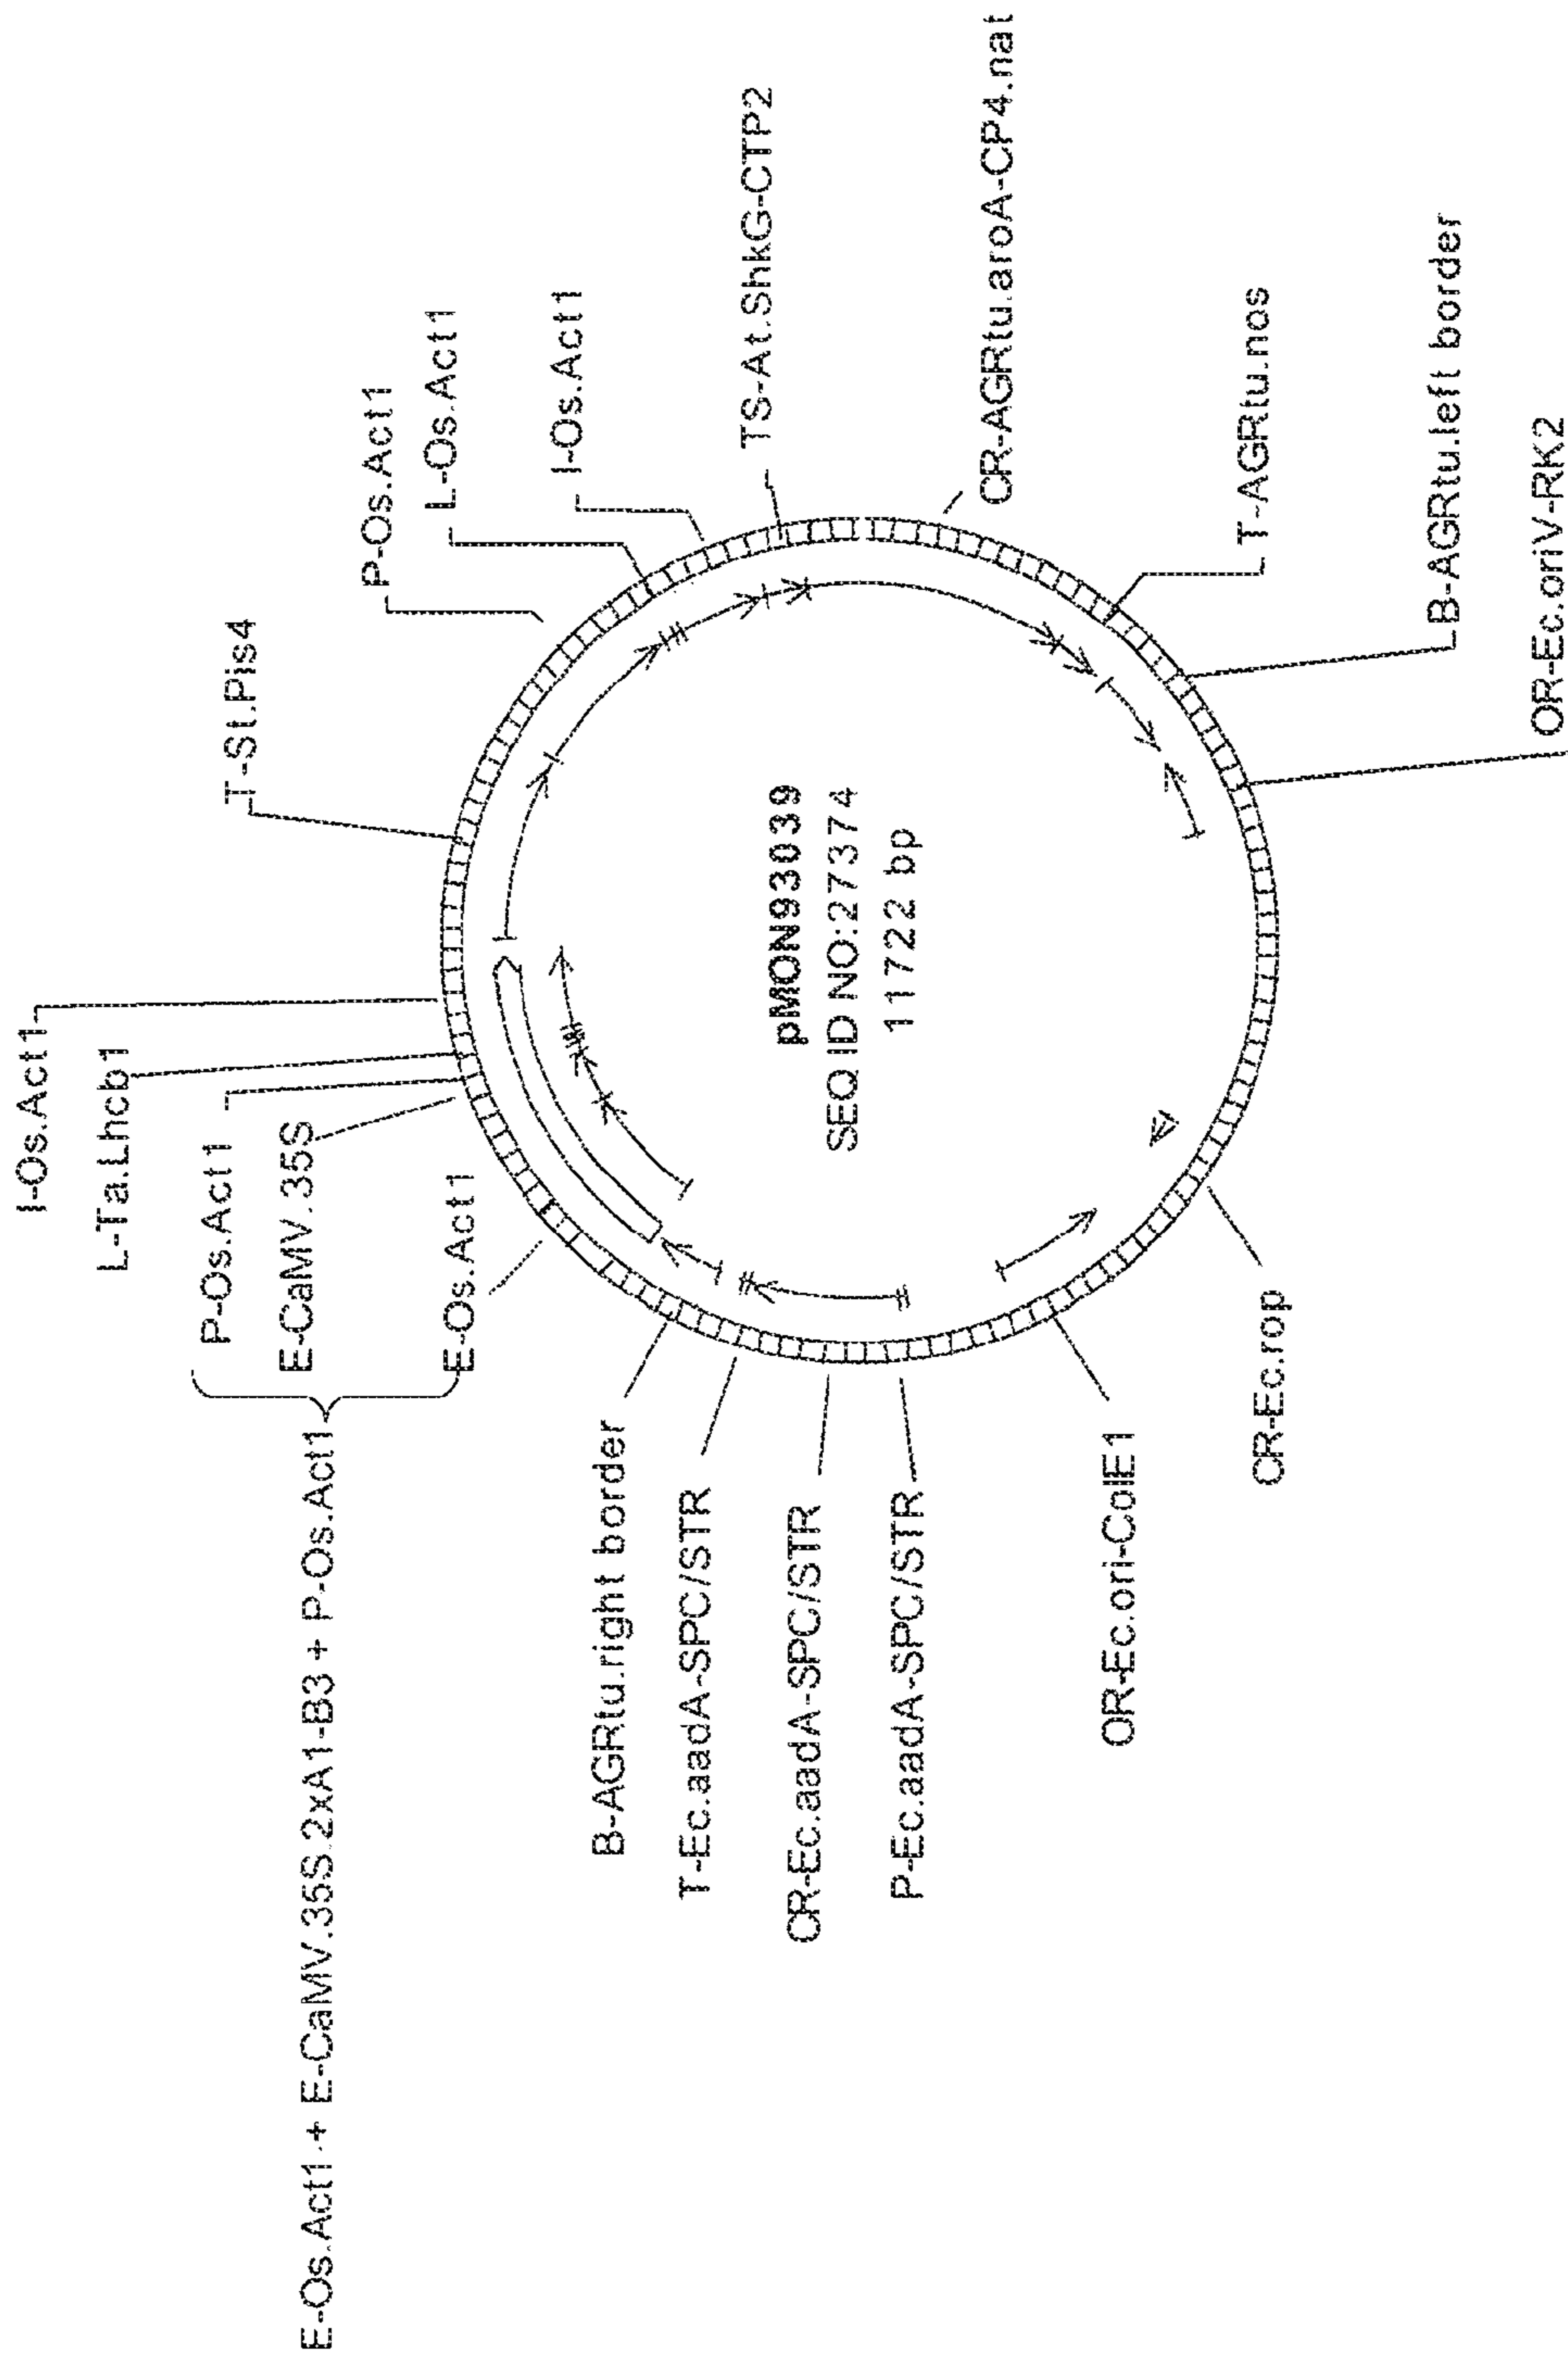 I-Os.Act1
L-Ta.Lhcb1
P-Os.Act1
E-CaMV.35S
E-Os.Act1
E-Os.Act1 + E-CaMV.35S.2xA1-B3 + P-Os.Act1
T-St.Pis4
P-Os.Act1
L-Os.Act1
I-Os.Act1
TS-At.ShkG-CTP2
CR-AGRtu.aroA-CP4.nat
T-AGRtu.nos
B-AGRtu.left border
OR-Ec.oriV-RK2
pMON93039
SEQ ID NO:27374
11722 bp
B-AGRtu.right border
T-Ec.aadA-SPC/STR
CR-Ec.aadA-SPC/STR
P-Ec.aadA-SPC/STR
OR-Ec.ori-ColE1
CR-Ec.rop